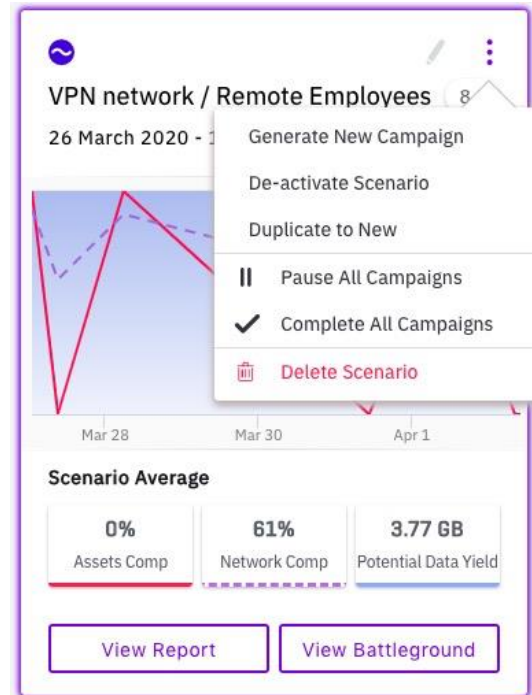 VPN network / Remote Employees 8
26 March 2020 -
Generate New Campaign
De-activate Scenario
Duplicate to New
Pause All Campaigns
Complete All Campaigns
Delete Scenario
Mar 28 Mar 30 Apr 1
Scenario Average
0% 61% 3.77 GB
Assets Comp Network Comp Potential Data Yield
View Report View Battleground